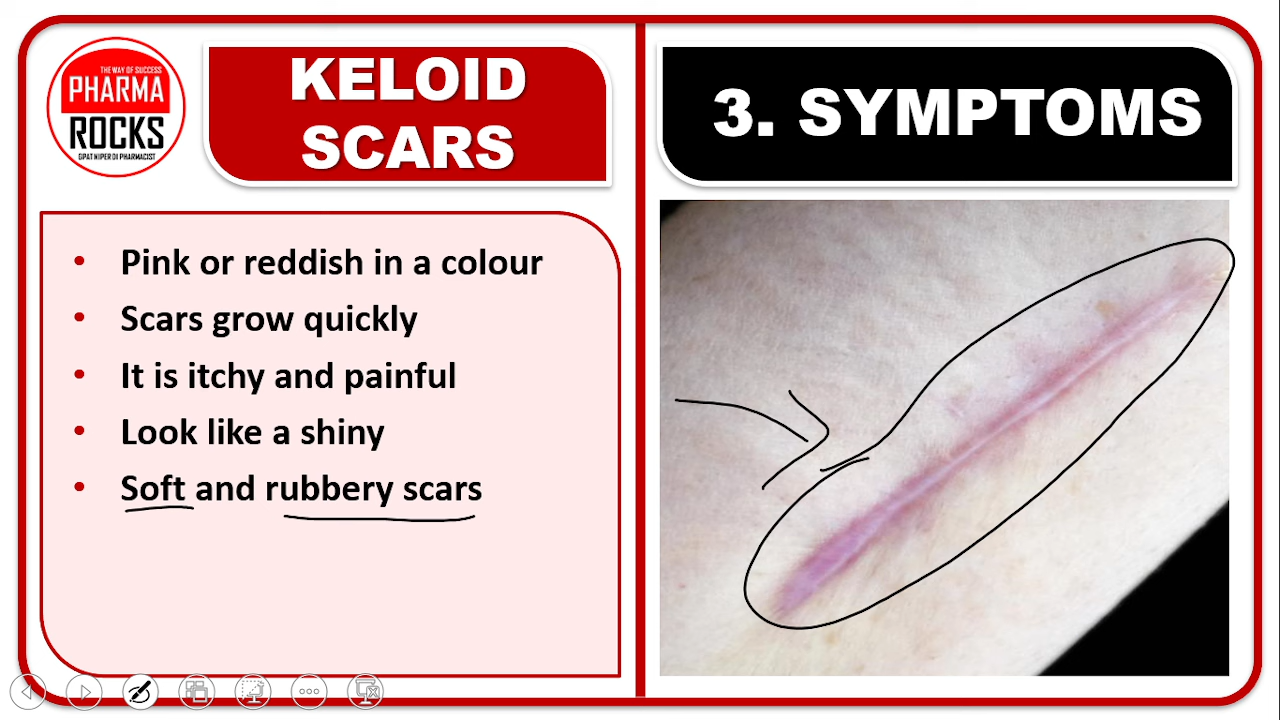 THE WAY OF SUCCESS
PHARMA
ROCKS
GPAT NIPER DI PHARMACIST
KELOID
SCARS
3. SYMPTOMS
• Pink or reddish in a colour
• Scars grow quickly
• It is itchy and painful
• Look like a shiny
• Soft and rubbery scars